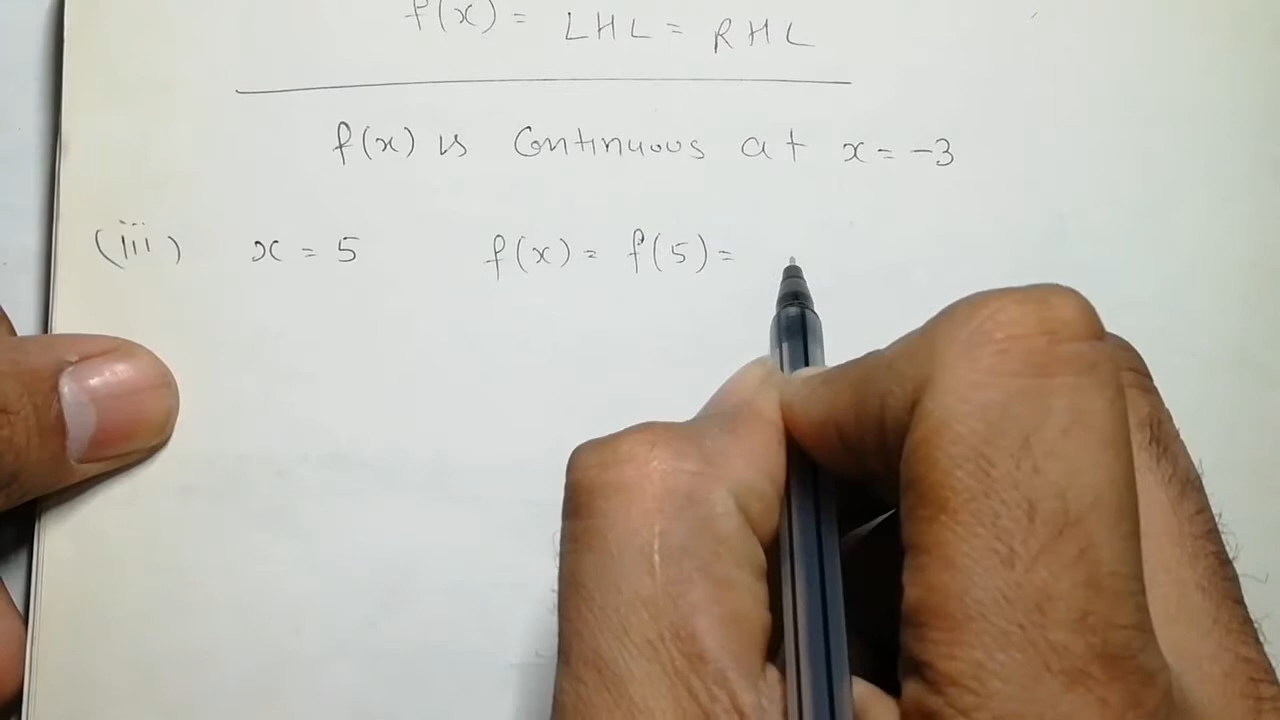 f(x) = LHL = RHL
f(x) is Continuous at x = -3
(iii) x = 5 f(x) = f(5) =